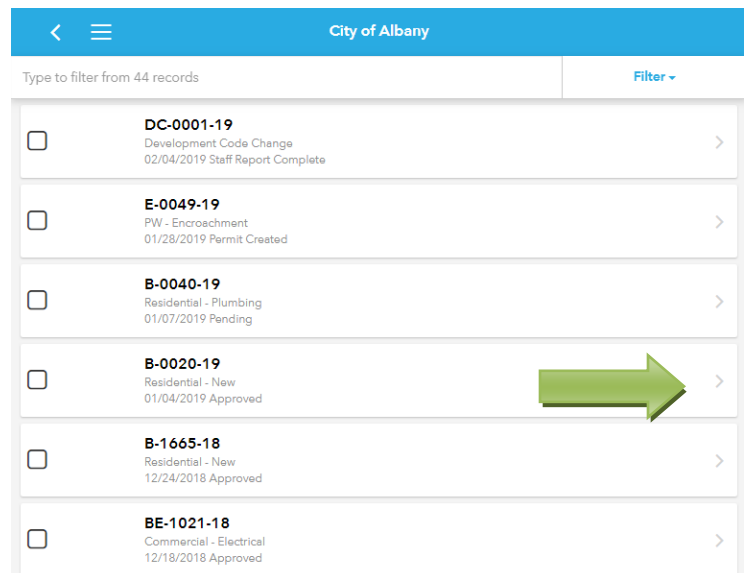 City of Albany
Type to filter from 44 records
Filter
DC-0001-19
Development Code Change
02/04/2019 Staff Report Complete
E-0049-19
PW - Encroachment
01/28/2019 Permit Created
B-0040-19
Residential - Plumbing
01/07/2019 Pending
B-0020-19
Residential - New
01/04/2019 Approved
B-1665-18
Residential - New
12/24/2018 Approved
BE-1021-18
Commercial - Electrical
12/18/2018 Approved